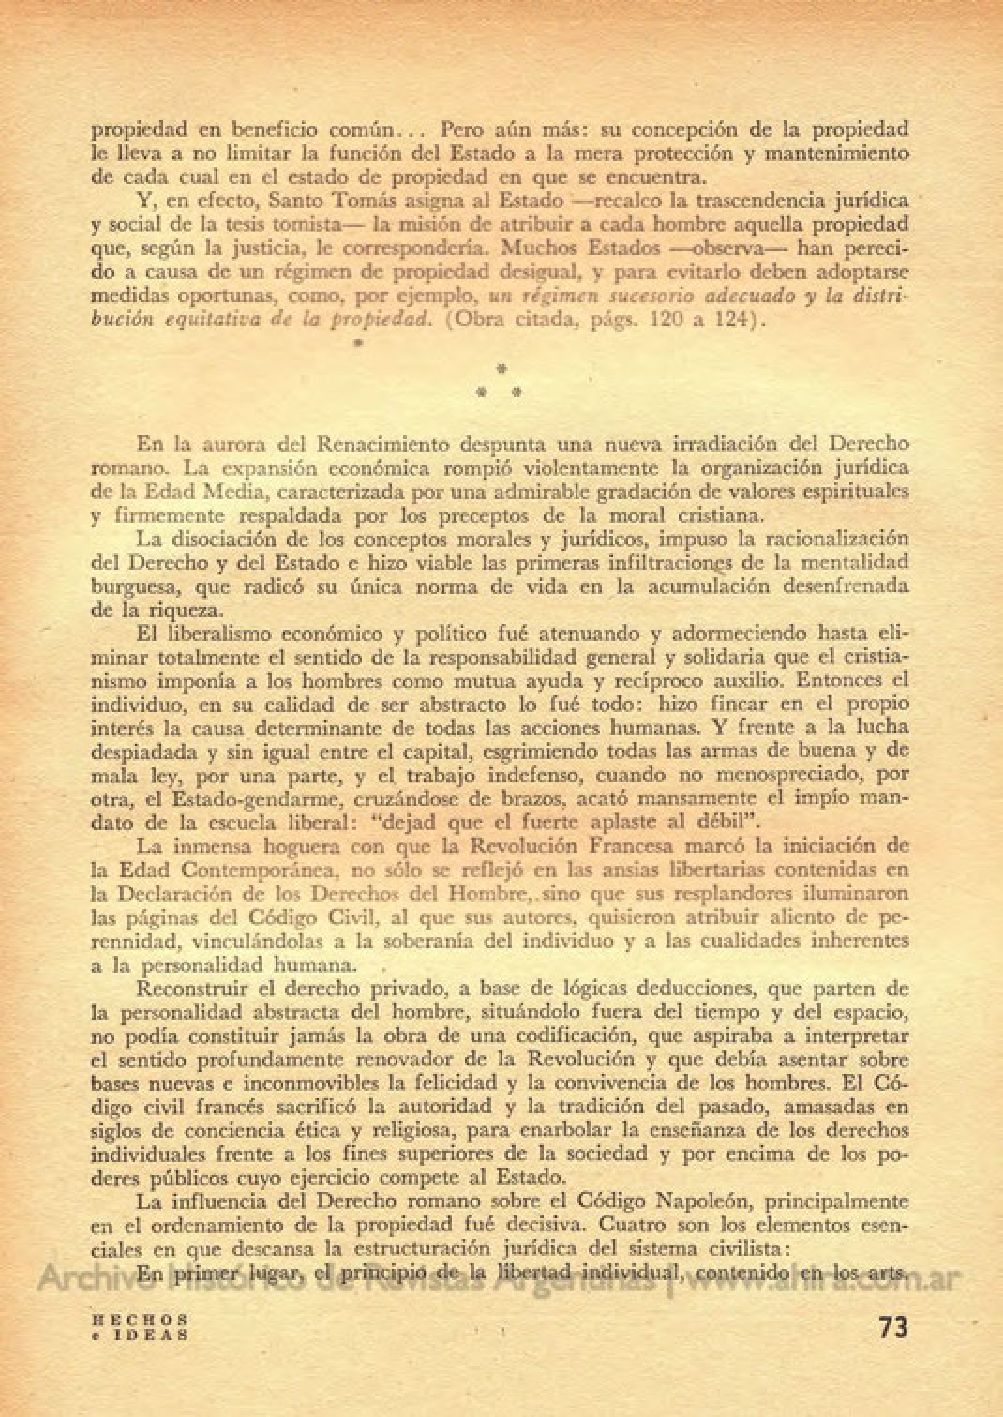 propiedad en beneficio común... Pero aún más: su concepción de la propiedad
le lleva a no limitar la función del Estado a la mera protección y mantenimiento
de cada cual en el estado de propiedad en que se encuentra.
Y, en efecto, Santo Tomás asigna al Estado —recalco la trascendencia jurídica
y social de la tesis tomista— la misión de atribuir a cada hombre aquella propiedad
que, según la justicia, le correspondería. Muchos Estados —observa— han pereci-
do a causa de un régimen de propiedad desigual, y para evitarlo deben adoptarse
medidas oportunas, como, por ejemplo, un régimen sucesorio adecuado y la distri-
bución equitativa de la propiedad. (Obra citada, págs. 120 a 124).
*
*
* *
En la aurora del Renacimiento despunta una nueva irradiación del Derecho
romano. La expansión económica rompió violentamente la organización jurídica
de la Edad Media, caracterizada por una admirable gradación de valores espirituales
y firmemente respaldada por los preceptos de la moral cristiana.
La disociación de los conceptos morales y jurídicos, impuso la racionalización
del Derecho y del Estado e hizo viable las primeras infiltraciones de la mentalidad
burguesa, que radicó su única norma de vida en la acumulación desenfrenada
de la riqueza.
El liberalismo económico y político fué atenuando y adormeciendo hasta eli-
minar totalmente el sentido de la responsabilidad general y solidaria que el cristia-
nismo imponía a los hombres como mutua ayuda y recíproco auxilio. Entonces el
individuo, en su calidad de ser abstracto lo fué todo: hizo fincar en el propio
interés la causa determinante de todas las acciones humanas. Y frente a la lucha
despiadada y sin igual entre el capital, esgrimiendo todas las armas de buena y de
mala ley, por una parte, y el trabajo indefenso, cuando no menospreciado, por
otra, el Estado-gendarme, cruzándose de brazos, acató mansamente el impío man-
dato de la escuela liberal: "dejad que el fuerte aplaste al débil".
La inmensa hoguera con que la Revolución Francesa marcó la iniciación de
la Edad Contemporánea, no sólo se reflejó en las ansias libertarias contenidas en
la Declaración de los Derechos del Hombre, sino que sus resplandores iluminaron
las páginas del Código Civil, al que sus autores, quisieron atribuir aliento de pe-
rennidad, vinculándolas a la soberanía del individuo y a las cualidades inherentes
a la personalidad humana.
Reconstruir el derecho privado, a base de lógicas deducciones, que parten de
la personalidad abstracta del hombre, situándolo fuera del tiempo y del espacio,
no podía constituir jamás la obra de una codificación, que aspiraba a interpretar
el sentido profundamente renovador de la Revolución y que debía asentar sobre
bases nuevas e inconmovibles la felicidad y la convivencia de los hombres. El Có-
digo civil francés sacrificó la autoridad y la tradición del pasado, amasadas en
siglos de conciencia ética y religiosa, para enarbolar la enseñanza de los derechos
individuales frente a los fines superiores de la sociedad y por encima de los po-
deres públicos cuyo ejercicio compete al Estado.
La influencia del Derecho romano sobre el Código Napoleón, principalmente
en el ordenamiento de la propiedad fué decisiva. Cuatro son los elementos esen-
ciales en que descansa la estructuración jurídica del sistema civilista:
En primer lugar, el principio de la libertad individual, contenido en los arts.
Archivo Histórico de Revistas Argentinas | www.ahira.com.ar
HECHOS
e IDEAS
73